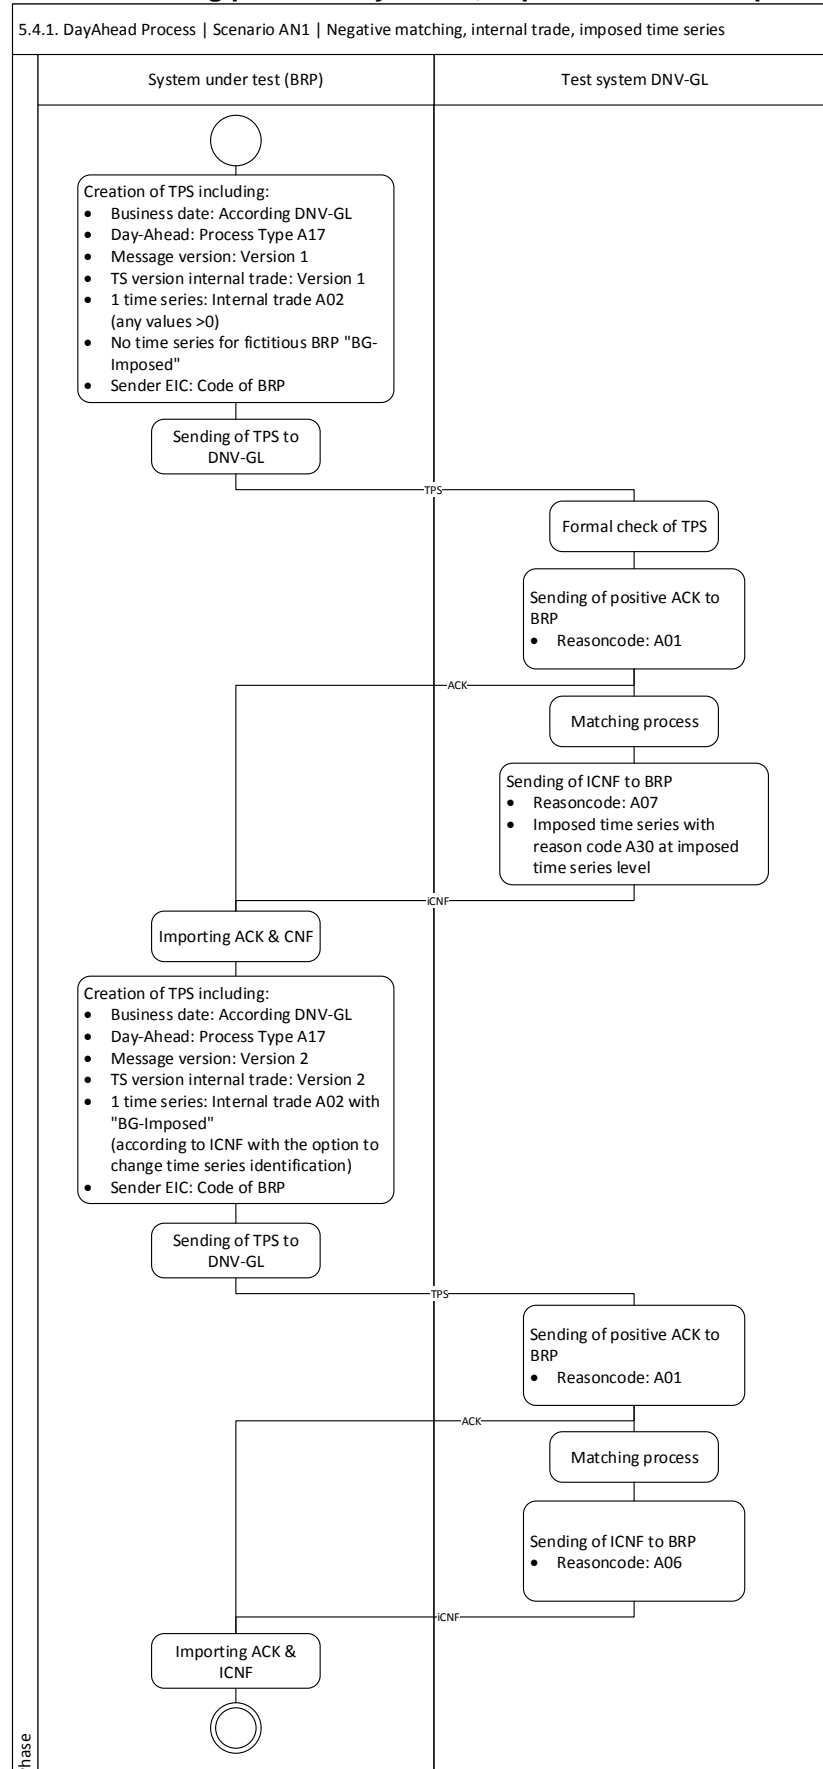 5.4.1. DayAhead Process | Scenario AN1 | Negative matching, internal trade, imposed time series
System under test (BRP)
Test system DNV-GL
Creation of TPS including:
• Business date: According DNV-GL
• Day-Ahead: Process Type A17
• Message version: Version 1
• TS version internal trade: Version 1
• 1 time series: Internal trade A02
(any values >0)
• No time series for fictitious BRP "BG-
Imposed"
• Sender EIC: Code of BRP
Sending of TPS to
DNV-GL
TPS
Formal check of TPS
Sending of positive ACK to
BRP
• Reasoncode: A01
ACK
Matching process
Sending of ICNF to BRP
• Reasoncode: A07
• Imposed time series with
reason code A30 at imposed
time series level
iCNF
Importing ACK & CNF
Creation of TPS including:
• Business date: According DNV-GL
• Day-Ahead: Process Type A17
• Message version: Version 2
• TS version internal trade: Version 2
• 1 time series: Internal trade A02 with
"BG-Imposed"
(according to ICNF with the option to
change time series identification)
• Sender EIC: Code of BRP
Sending of TPS to
DNV-GL
TPS
Sending of positive ACK to
BRP
• Reasoncode: A01
ACK
Matching process
Sending of ICNF to BRP
• Reasoncode: A06
iCNF
Importing ACK &
ICNF